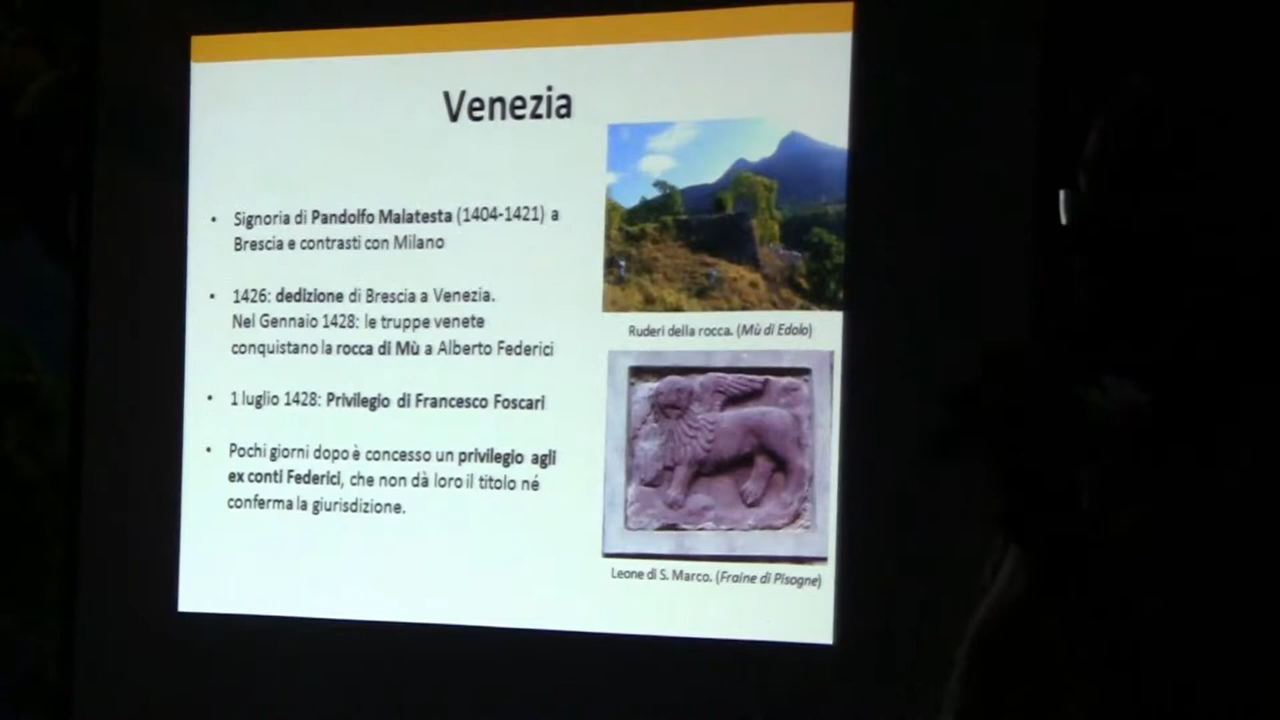 Venezia
• Signoria di Pandolfo Malatesta (1404-1421) a
Brescia e contrasti con Milano
• 1426: dedizione di Brescia a Venezia.
Nel Gennaio 1428: le truppe venete
conquistano la rocca di Mù a Alberto Federici
• 1 luglio 1428: Privilegio di Francesco Foscari
• Pochi giorni dopo è concesso un privilegio agli
ex conti Federici, che non dà loro il titolo né
conferma la giurisdizione.
Ruderi della rocca. (Mù di Edolo)
Leone di S. Marco. (Fraine di Pisogne)